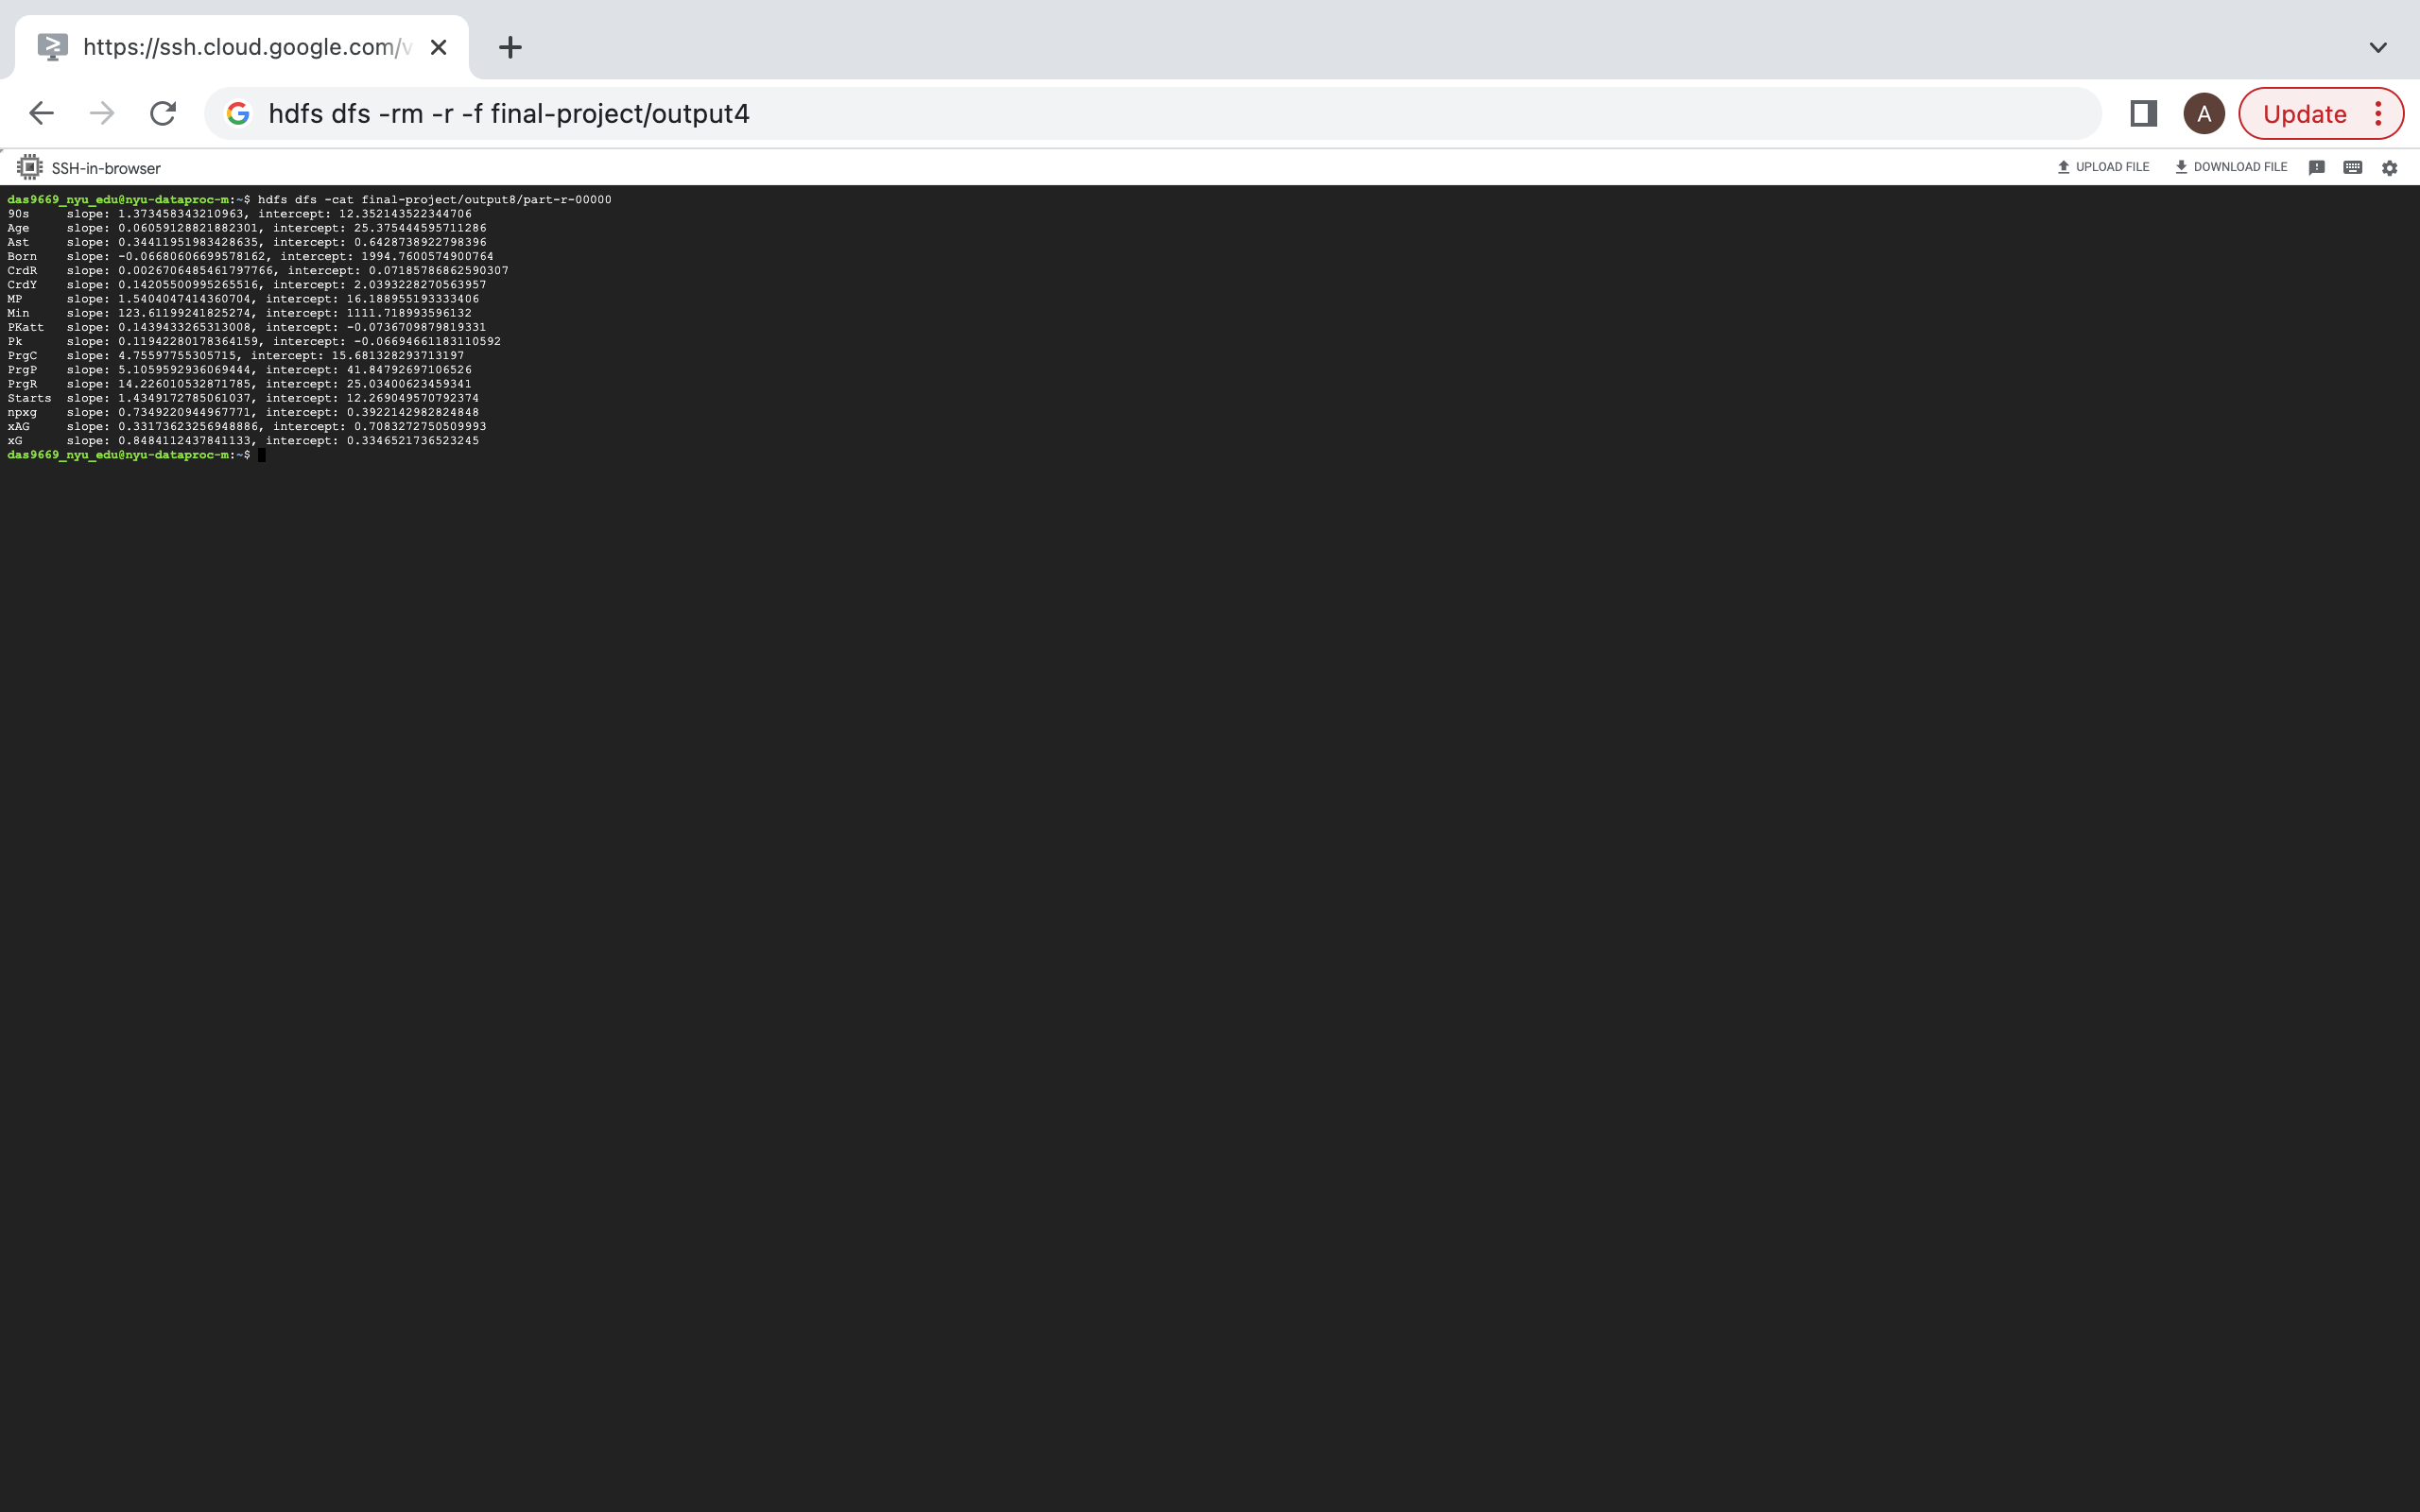 https://ssh.cloud.google.com/v
hdfs dfs -rm -r -f final-project/output4
A
Update
SSH-in-browser
UPLOAD FILE
DOWNLOAD FILE
das9669_nyu_edu@nyu-dataproc-m:~$ hdfs dfs -cat final-project/output8/part-r-00000
90s slope: 1.373458343210963, intercept: 12.352143522344706
Age slope: 0.06059128821882301, intercept: 25.375444595711286
Ast slope: 0.34411951983428635, intercept: 0.6428738922798396
Born slope: -0.06680606699578162, intercept: 1994.7600574900764
CrdR slope: 0.0026706485461797766, intercept: 0.07185786862590307
CrdY slope: 0.14205500995265516, intercept: 2.0393228270563957
MP slope: 1.5404047414360704, intercept: 16.188955193333406
Min slope: 123.61199241825274, intercept: 1111.718993596132
PKatt slope: 0.1439433265313008, intercept: -0.0736709879819331
Pk slope: 0.11942280178364159, intercept: -0.06694661183110592
PrgC slope: 4.75597755305715, intercept: 15.681328293713197
PrgP slope: 5.1059592936069444, intercept: 41.84792697106526
PrgR slope: 14.226010532871785, intercept: 25.03400623459341
Starts slope: 1.4349172785061037, intercept: 12.269049570792374
npxg slope: 0.7349220944967771, intercept: 0.3922142982824848
xAG slope: 0.33173623256948886, intercept: 0.7083272750509993
xG slope: 0.8484112437841133, intercept: 0.3346521736523245
das9669_nyu_edu@nyu-dataproc-m:~$